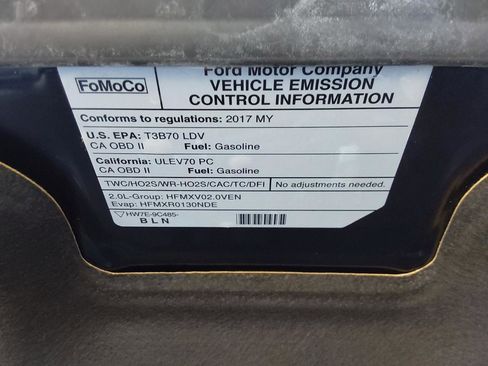 FoMoCo
Ford Motor Company
VEHICLE EMISSION
CONTROL INFORMATION
Conforms to regulations: 2017 MY
U.S. EPA: T3B70 LDV
CA OBD II Fuel: Gasoline
California: ULEV70 PC
CA OBD II Fuel: Gasoline
TWC/HO2S/WR-HO2S/CAC/TC/DFI No adjustments needed.
2.0L-Group: HFMXV02.0VEN
Evap: HFMXR0130NDE
HW7E-9C485-
BLN